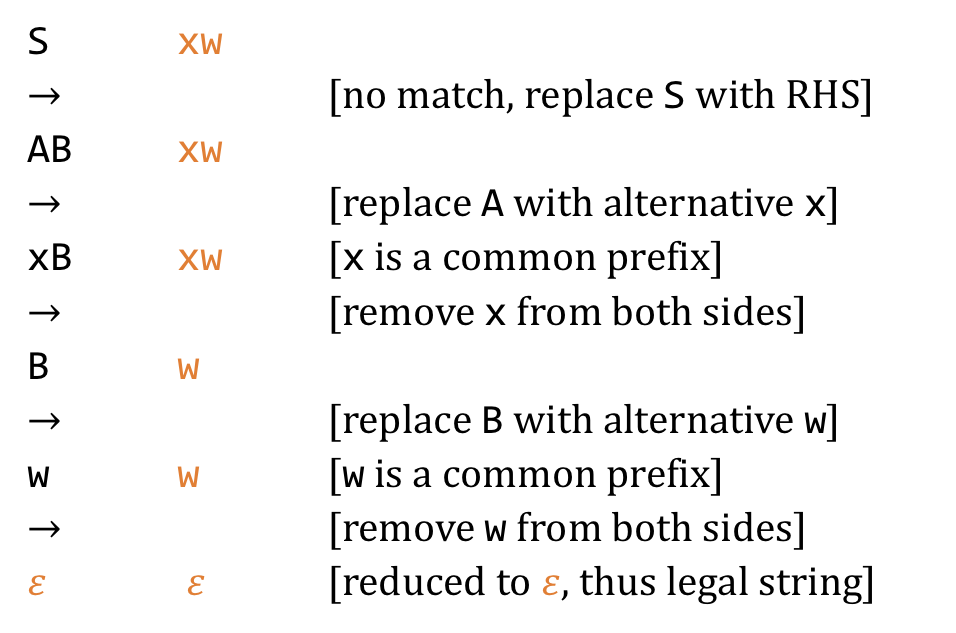 S xw
→ [no match, replace S with RHS]
AB xw
→ [replace A with alternative x]
xB xw [x is a common prefix]
→ [remove x from both sides]
B w
→ [replace B with alternative w]
w w [w is a common prefix]
→ [remove w from both sides]
ε ε [reduced to ε, thus legal string]